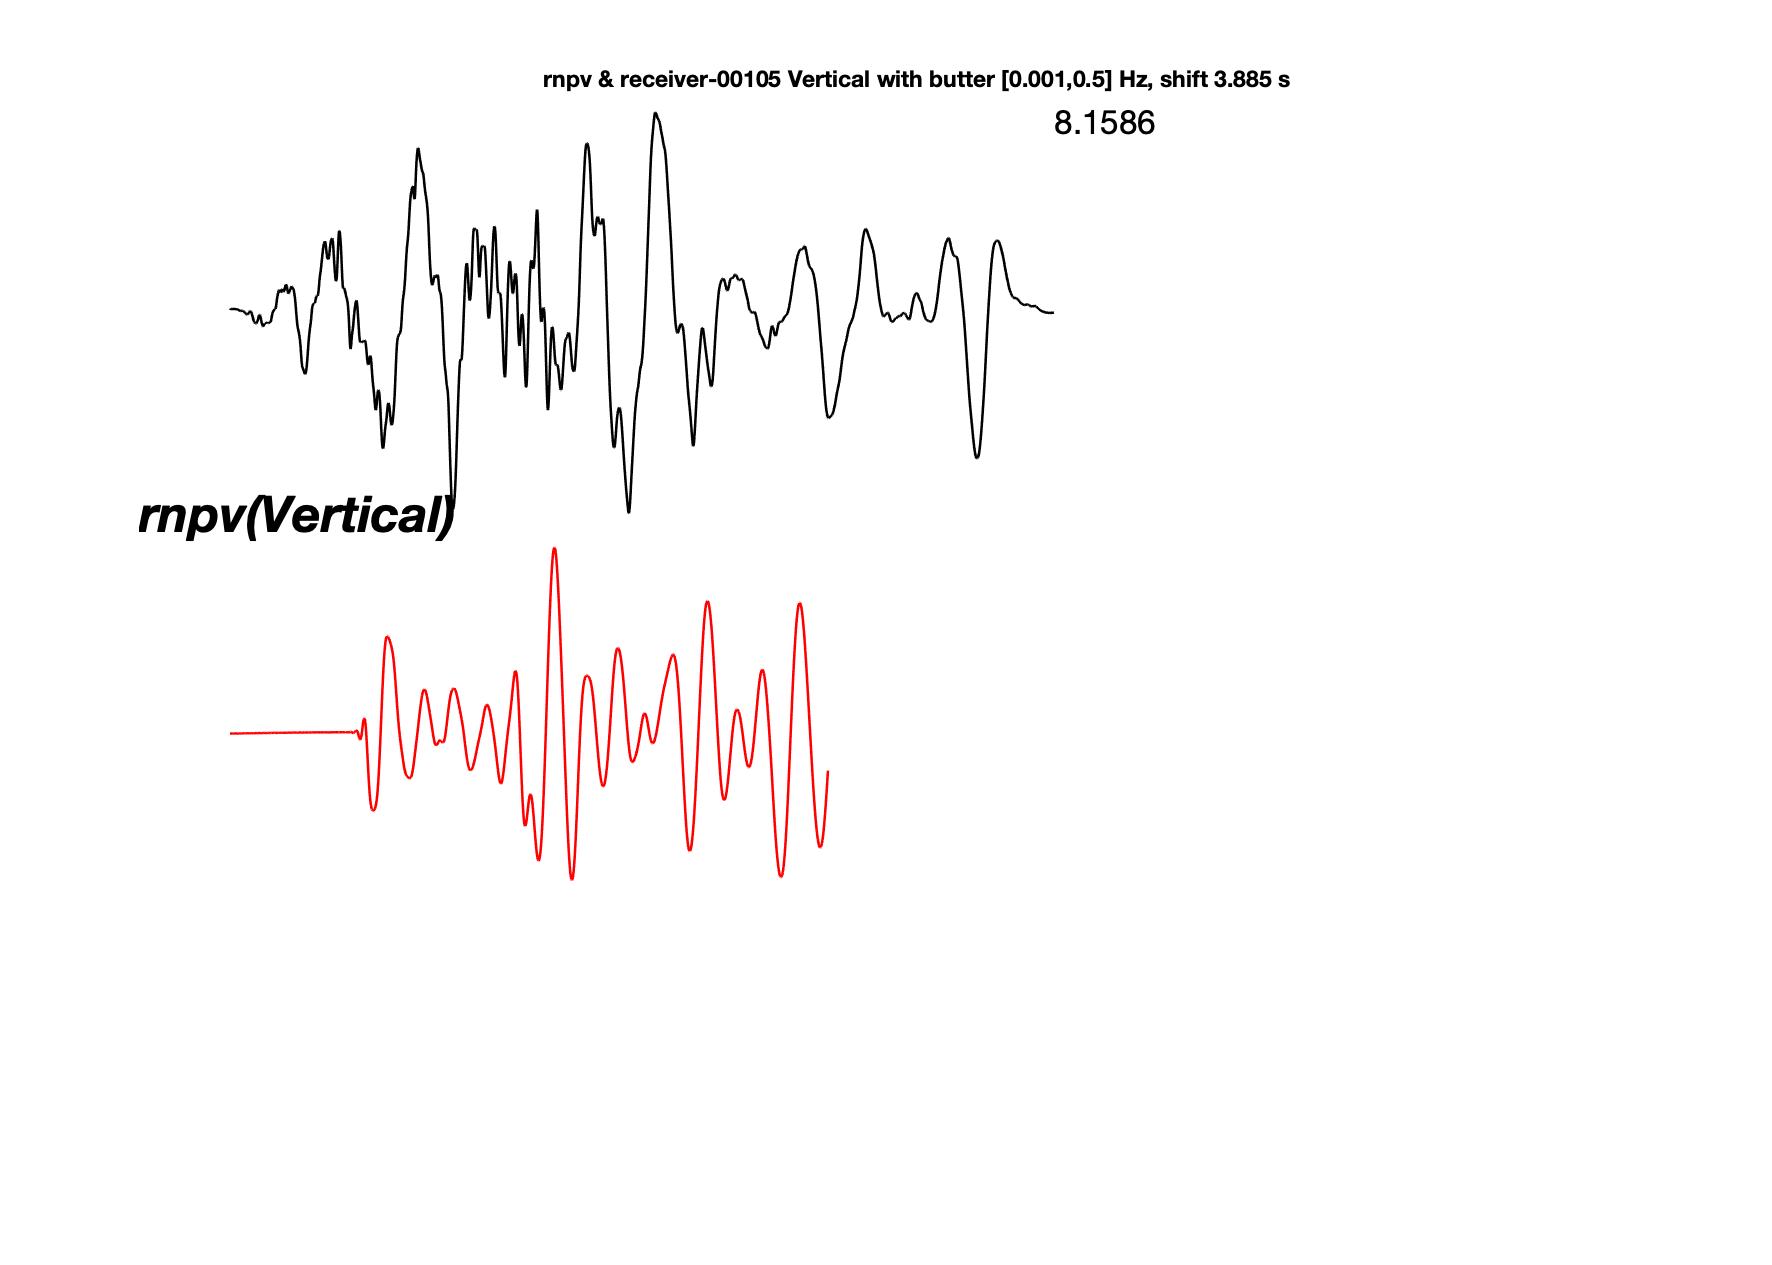 rnpv & receiver-00105 Vertical with butter [0.001,0.5] Hz, shift 3.885 s
8.1586
rnpv(Vertical)